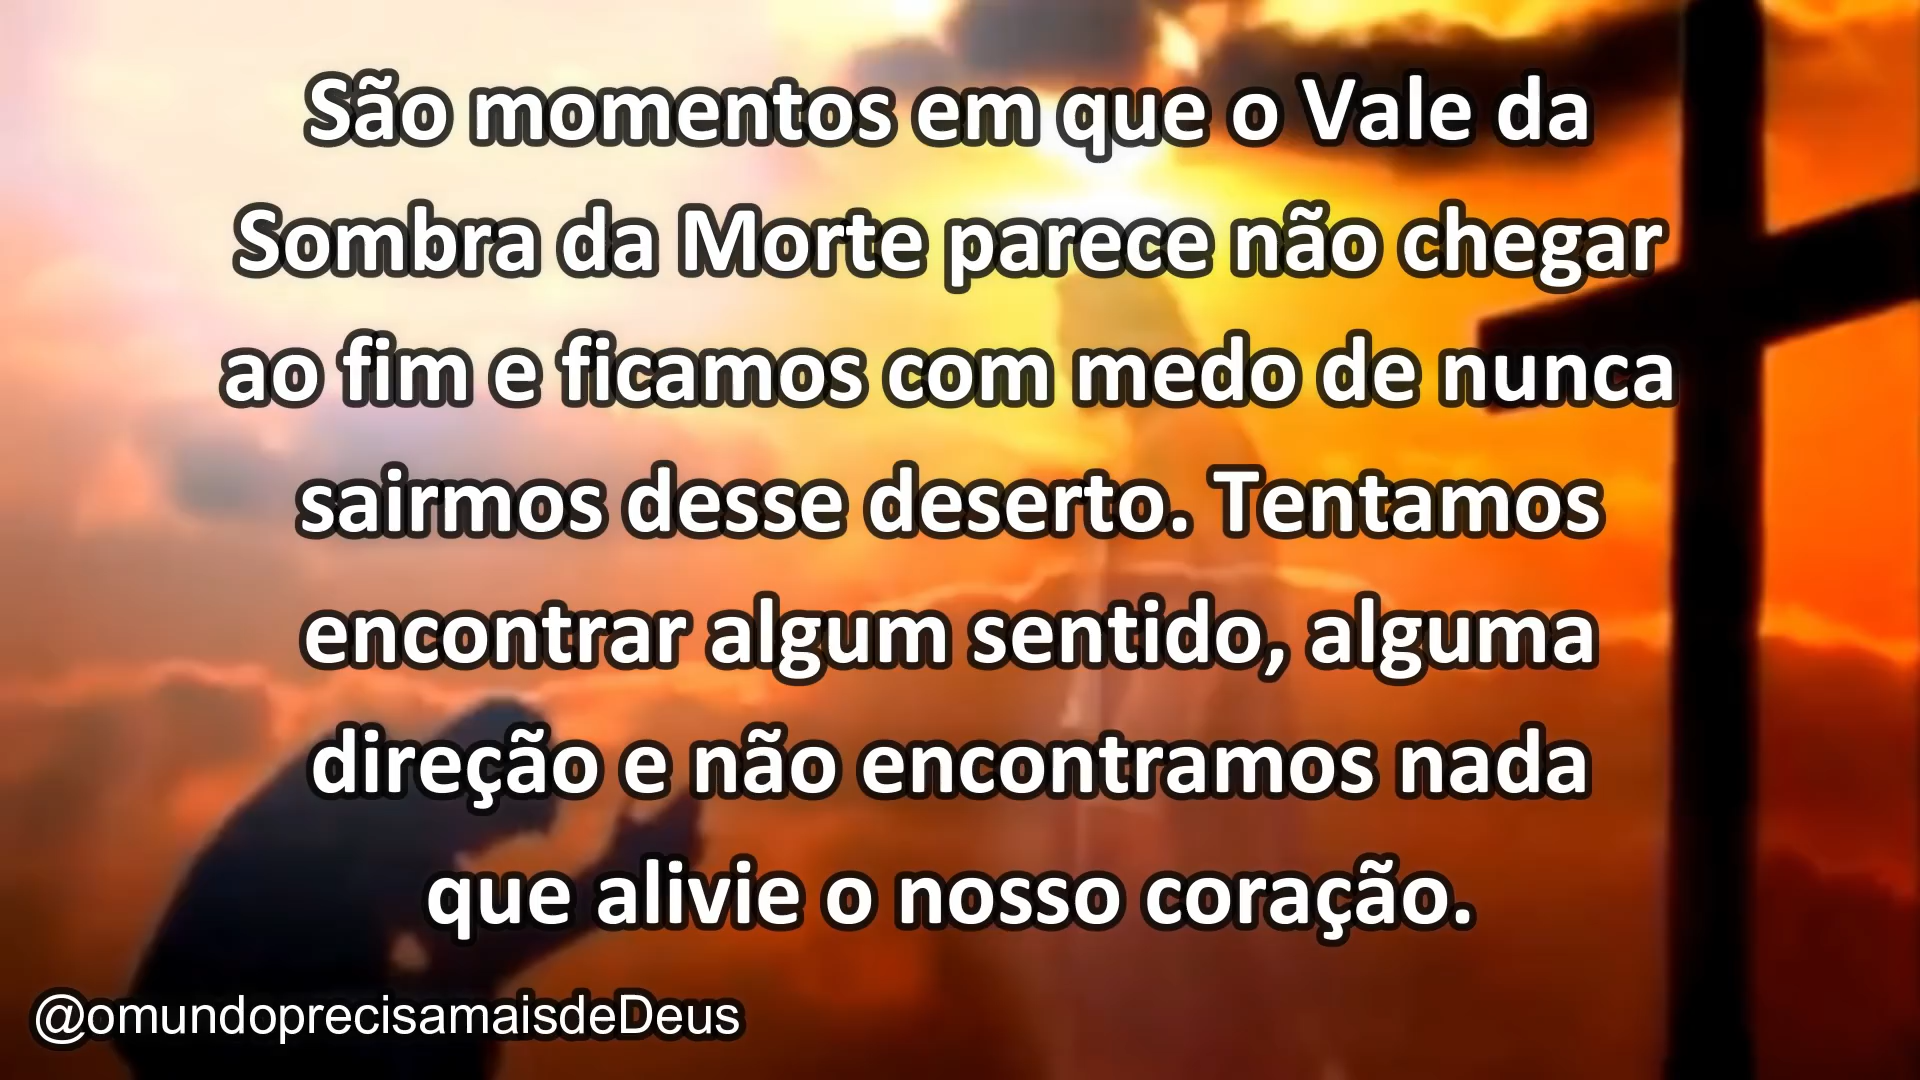 São momentos em que o Vale da
Sombra da Morte parece não chegar
ao fim e ficamos com medo de nunca
sairmos desse deserto. Tentamos
encontrar algum sentido, alguma
direção e não encontramos nada
que alivie o nosso coração.
@omundoprecisamaisdeDeus